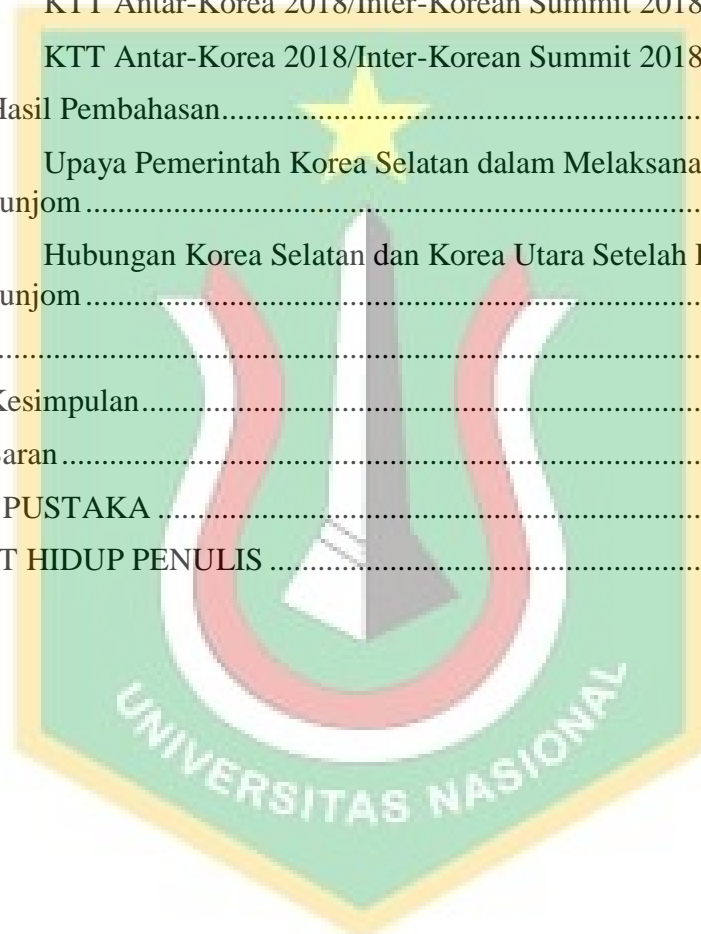 KTT Antar-Korea 2018/Inter-Korean Summit 2018
KTT Antar-Korea 2018/Inter-Korean Summit 2018
Hasil Pembahasan
Upaya Pemerintah Korea Selatan dalam Melaksana
unjom
Hubungan Korea Selatan dan Korea Utara Setelah
unjom
Kesimpulan
Saran
PUSTAKA
T HIDUP PENULIS
UNIVERSITAS NASIONAL